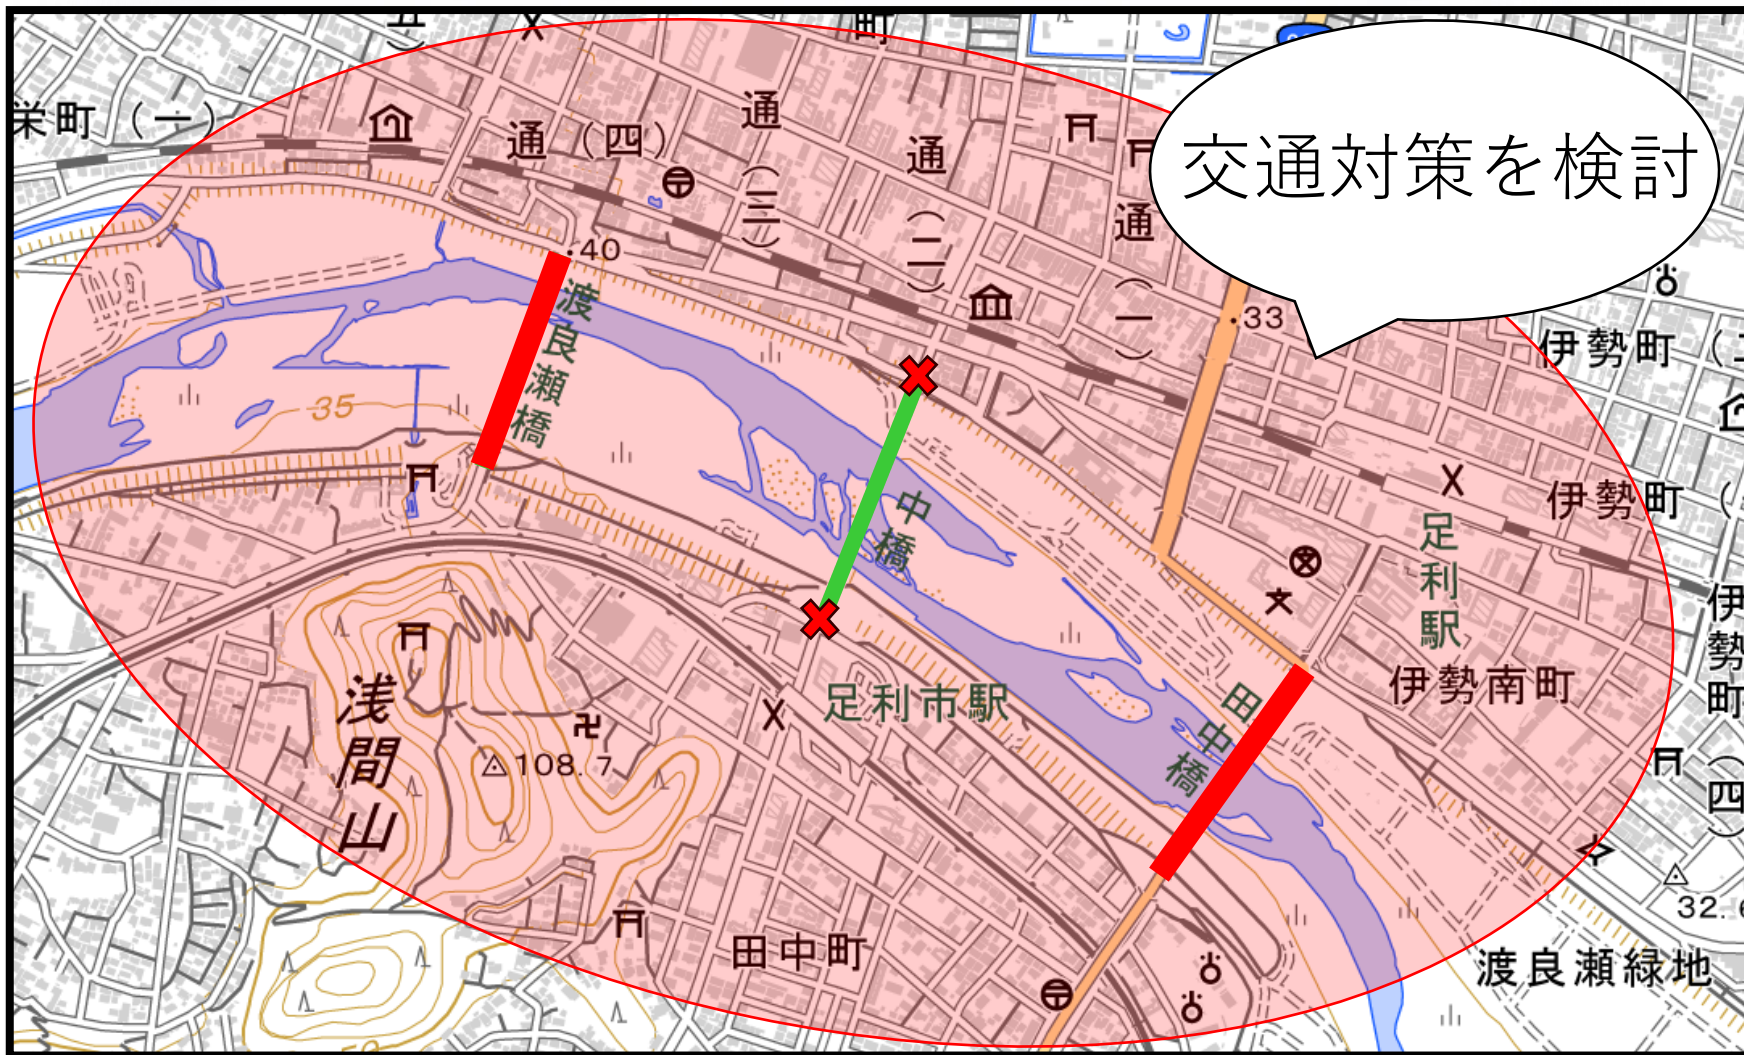 交通対策を検討
栄町（一）
通（四）
通（三）
通（二）
通（一）
町
40
33
35
渡良瀬橋
中橋
田中橋
伊勢町
伊勢町
足利駅
伊勢南町
伊勢町（四）
足利市駅
浅間山
108.7
田中町
渡良瀬緑地
32.